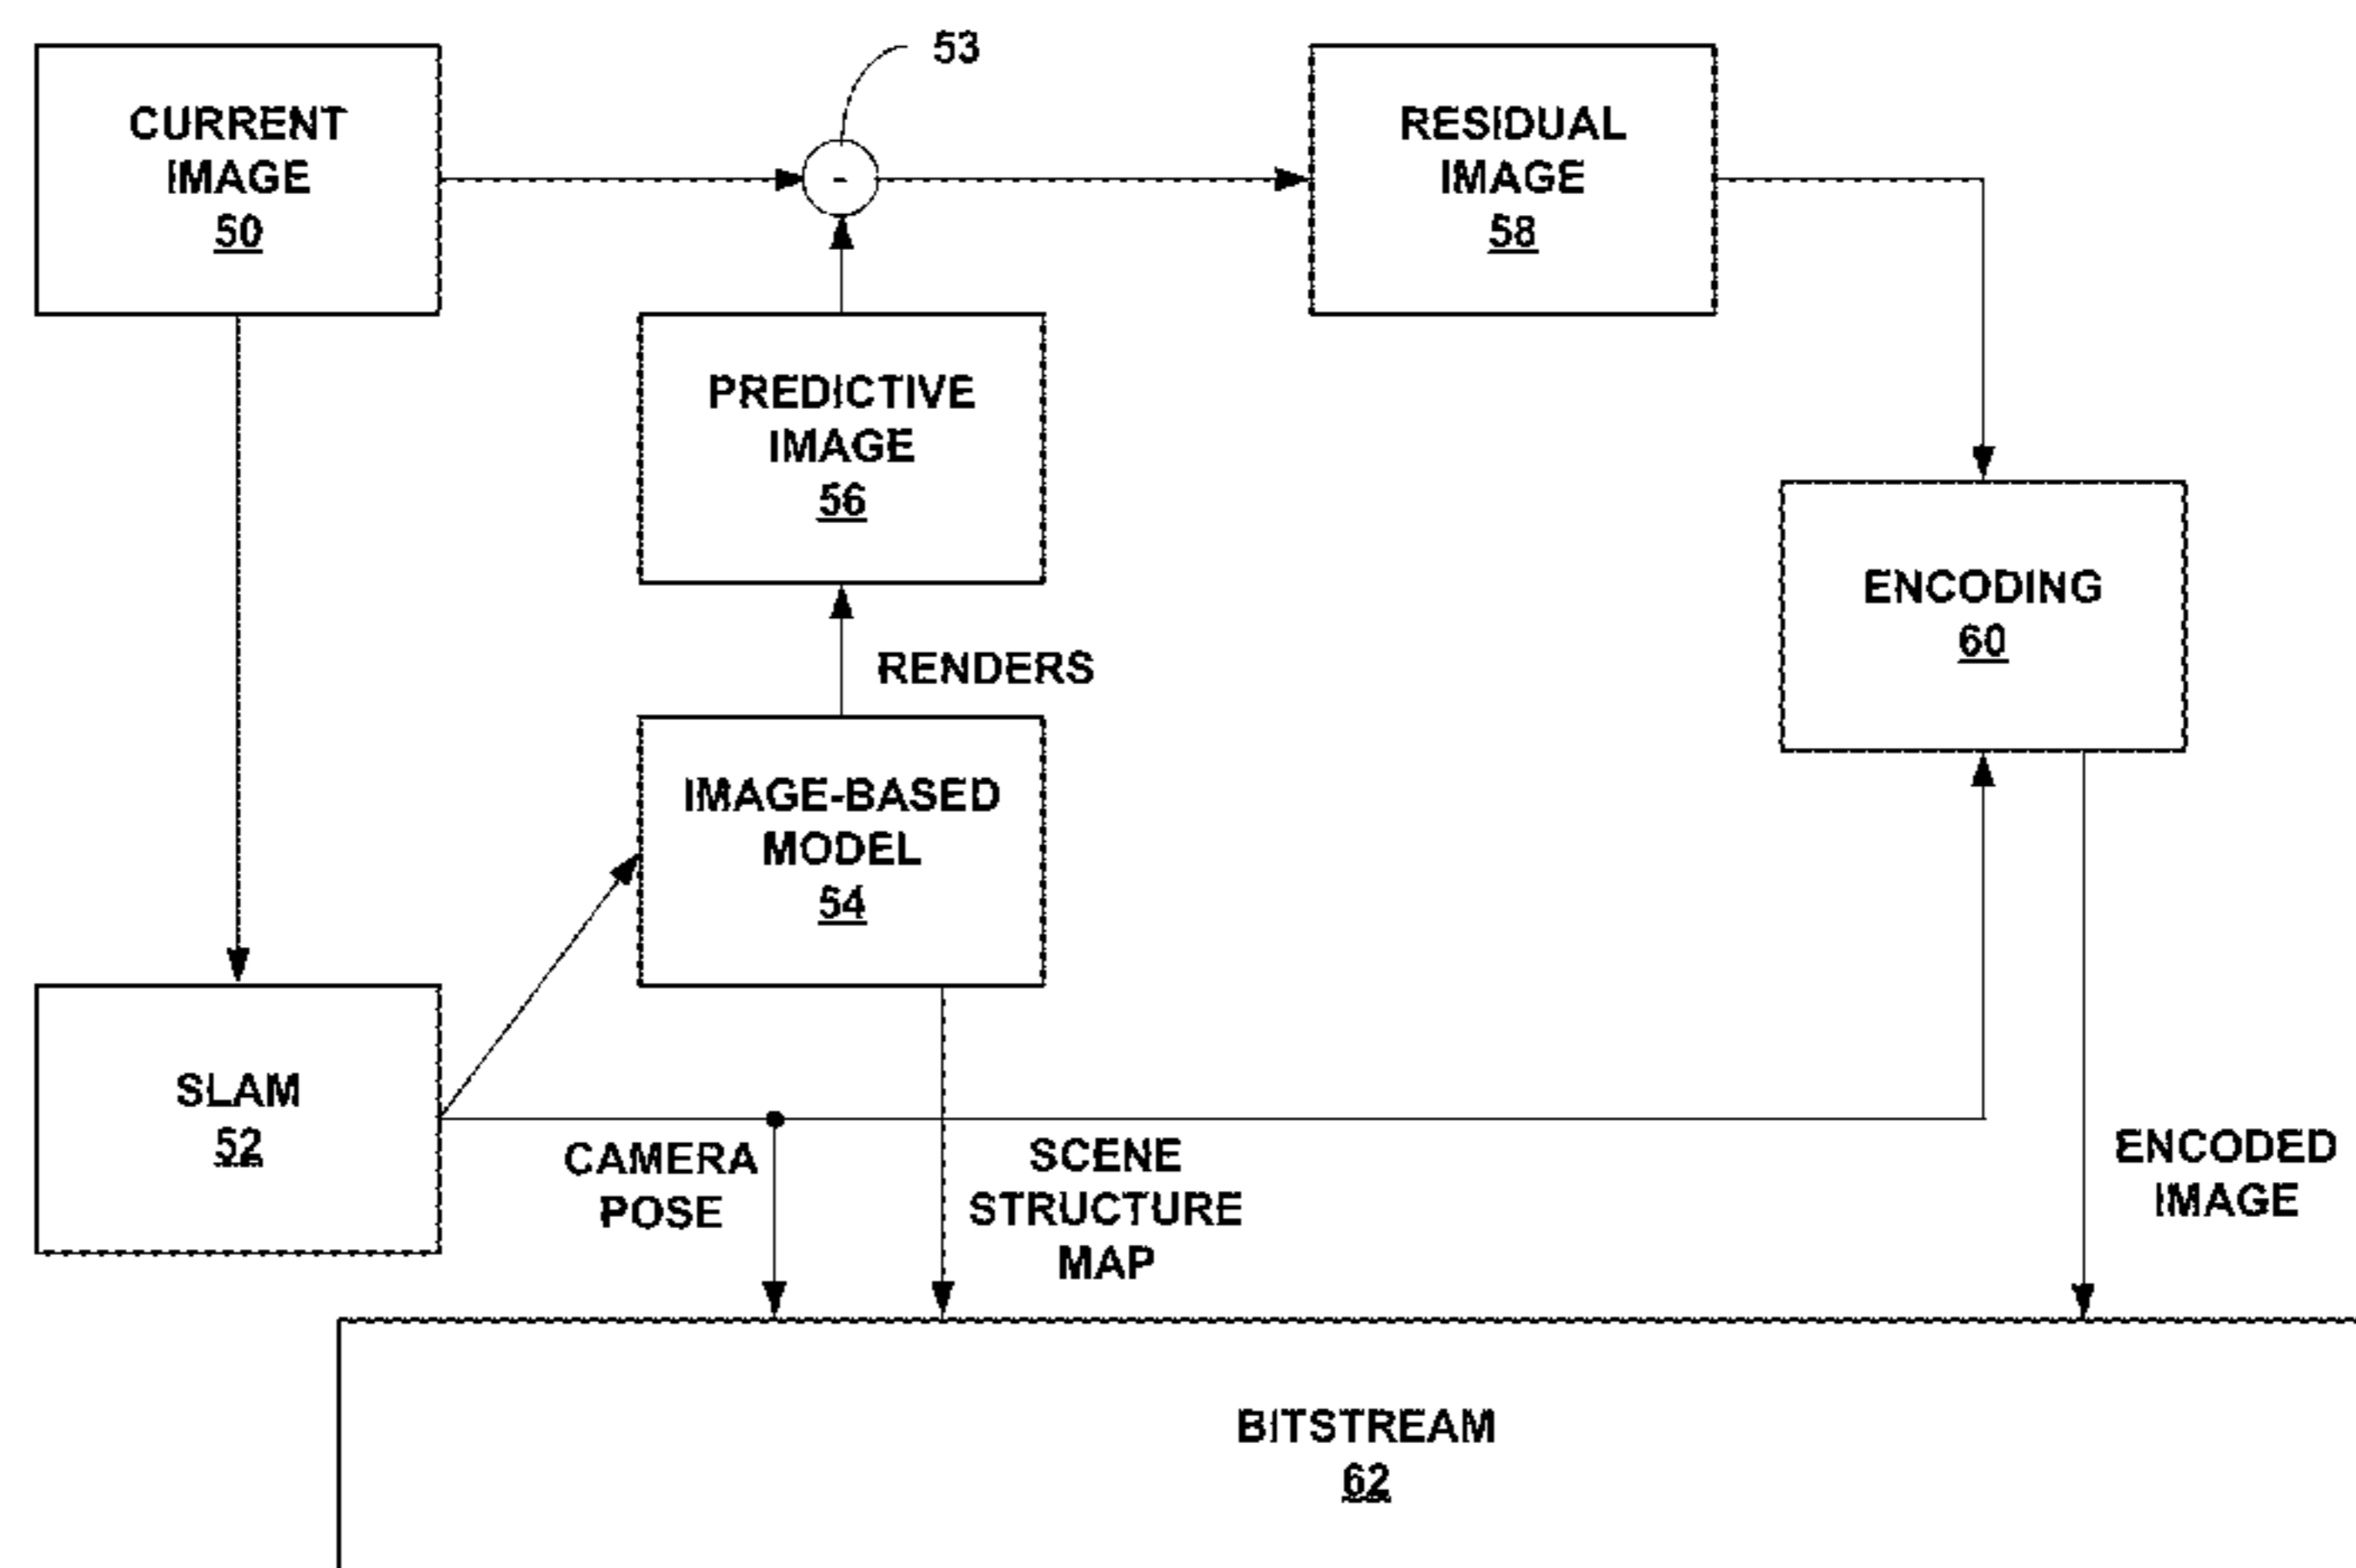 53
CURRENT
IMAGE
50
-
RESIDUAL
IMAGE
58
PREDICTIVE
IMAGE
56
ENCODING
60
RENDERS
IMAGE-BASED
MODEL
54
SLAM
52
CAMERA
POSE
SCENE
STRUCTURE
MAP
ENCODED
IMAGE
BITSTREAM
62